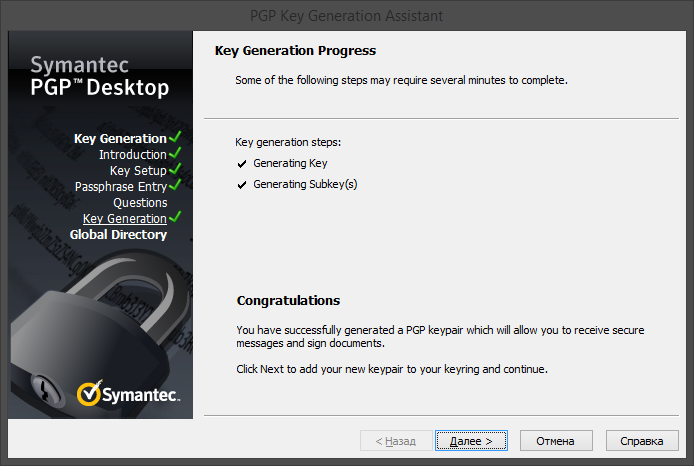 PGP Key Generation Assistant
Symantec
PGP™ Desktop
Key Generation
Introduction
Key Setup
Passphrase Entry
Questions
Key Generation
Global Directory
Symantec.
Key Generation Progress
Some of the following steps may require several minutes to complete.
Key generation steps:
Generating Key
Generating Subkey(s)
Congratulations
You have successfully generated a PGP keypair which will allow you to receive secure
messages and sign documents.
Click Next to add your new keypair to your keyring and continue.
< Назад
Далее >
Отмена
Справка